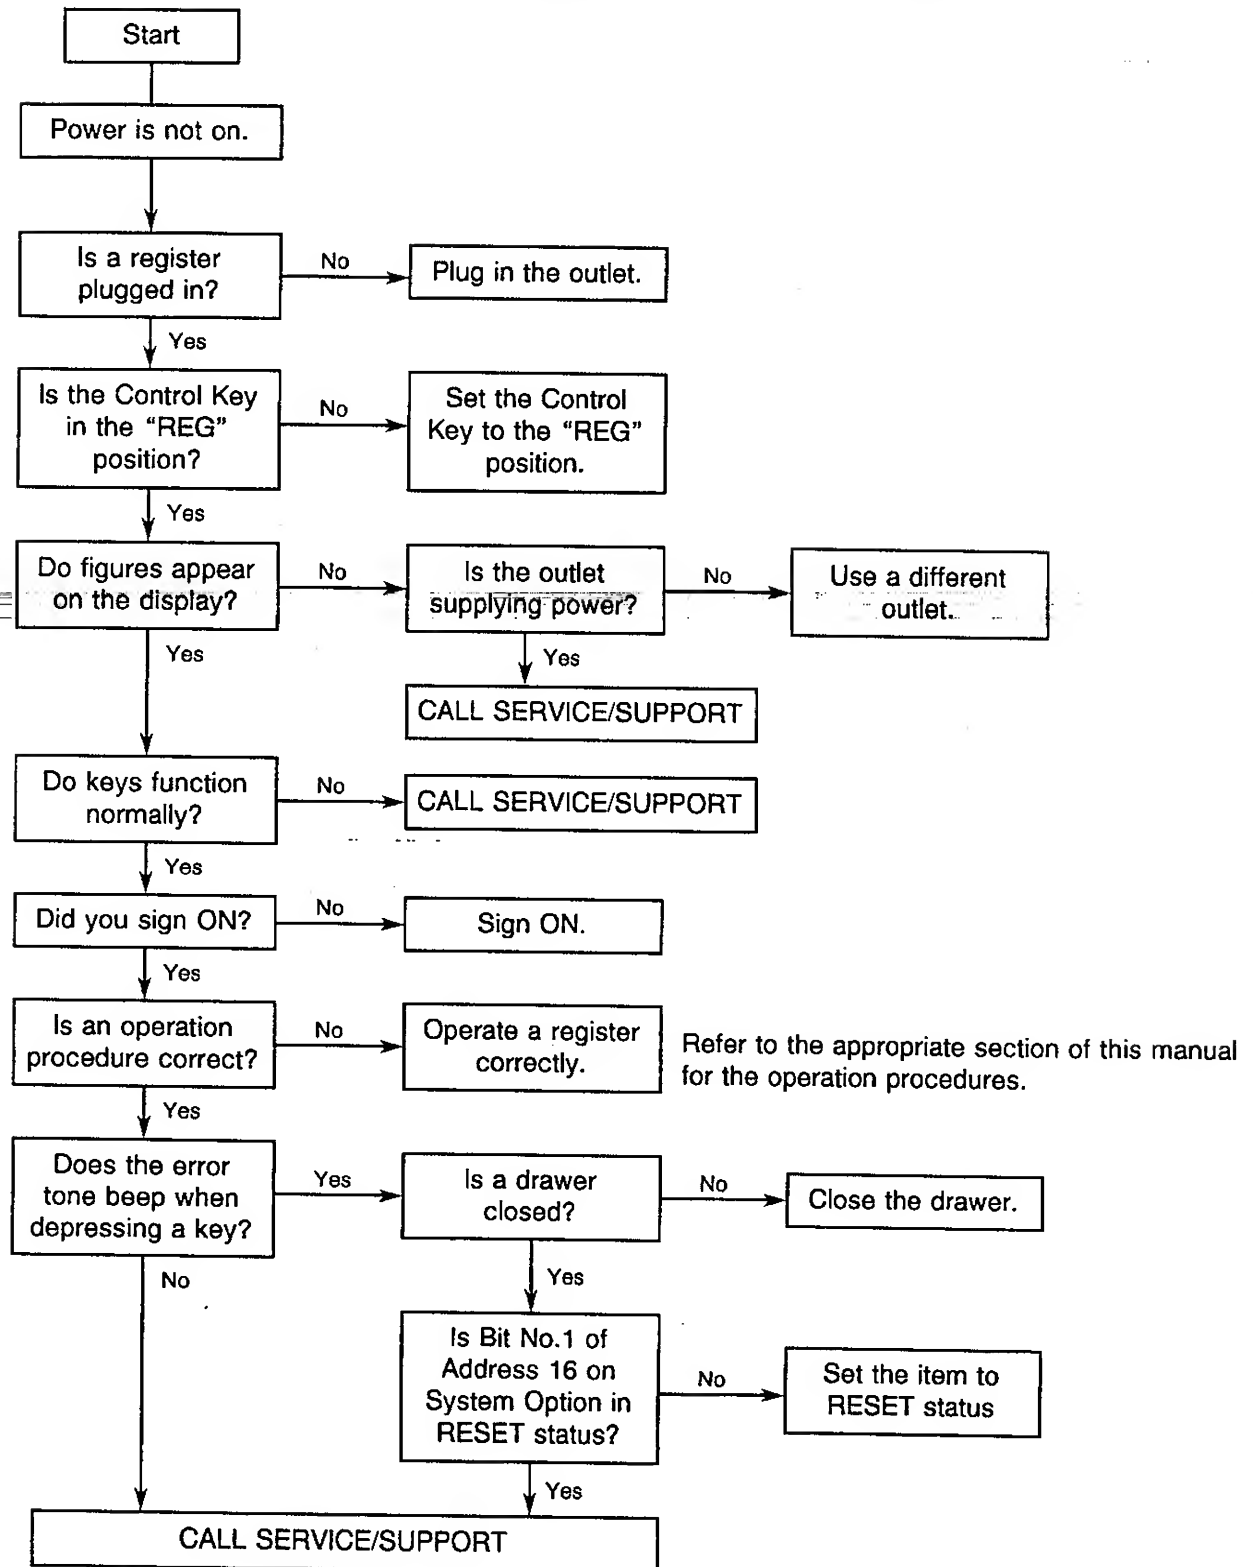 Start
Power is not on.
Is a register
plugged in?
No
Plug in the outlet.
Yes
Is the Control Key
in the “REG”
position?
No
Set the Control
Key to the “REG”
position.
Yes
Do figures appear
on the display?
No
Is the outlet
supplying power?
No
Use a different
outlet.
Yes
Yes
CALL SERVICE/SUPPORT
Do keys function
normally?
No
CALL SERVICE/SUPPORT
Yes
Did you sign ON?
No
Sign ON.
Yes
Is an operation
procedure correct?
No
Operate a register
correctly.
Refer to the appropriate section of this manual
for the operation procedures.
Yes
Does the error
tone beep when
depressing a key?
Yes
Is a drawer
closed?
No
Close the drawer.
No
Yes
Is Bit No.1 of
Address 16 on
System Option in
RESET status?
No
Set the item to
RESET status
Yes
CALL SERVICE/SUPPORT